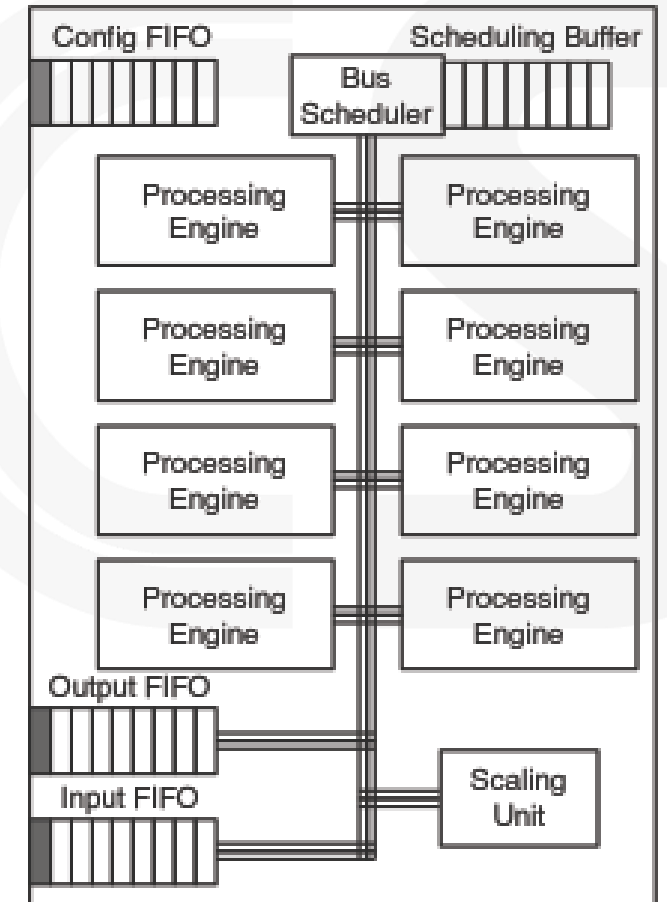 Config FIFO
Scheduling Buffer
Bus
Scheduler
Processing
Engine
Processing
Engine
Processing
Engine
Processing
Engine
Processing
Engine
Processing
Engine
Processing
Engine
Processing
Engine
Output FIFO
Input FIFO
Scaling
Unit